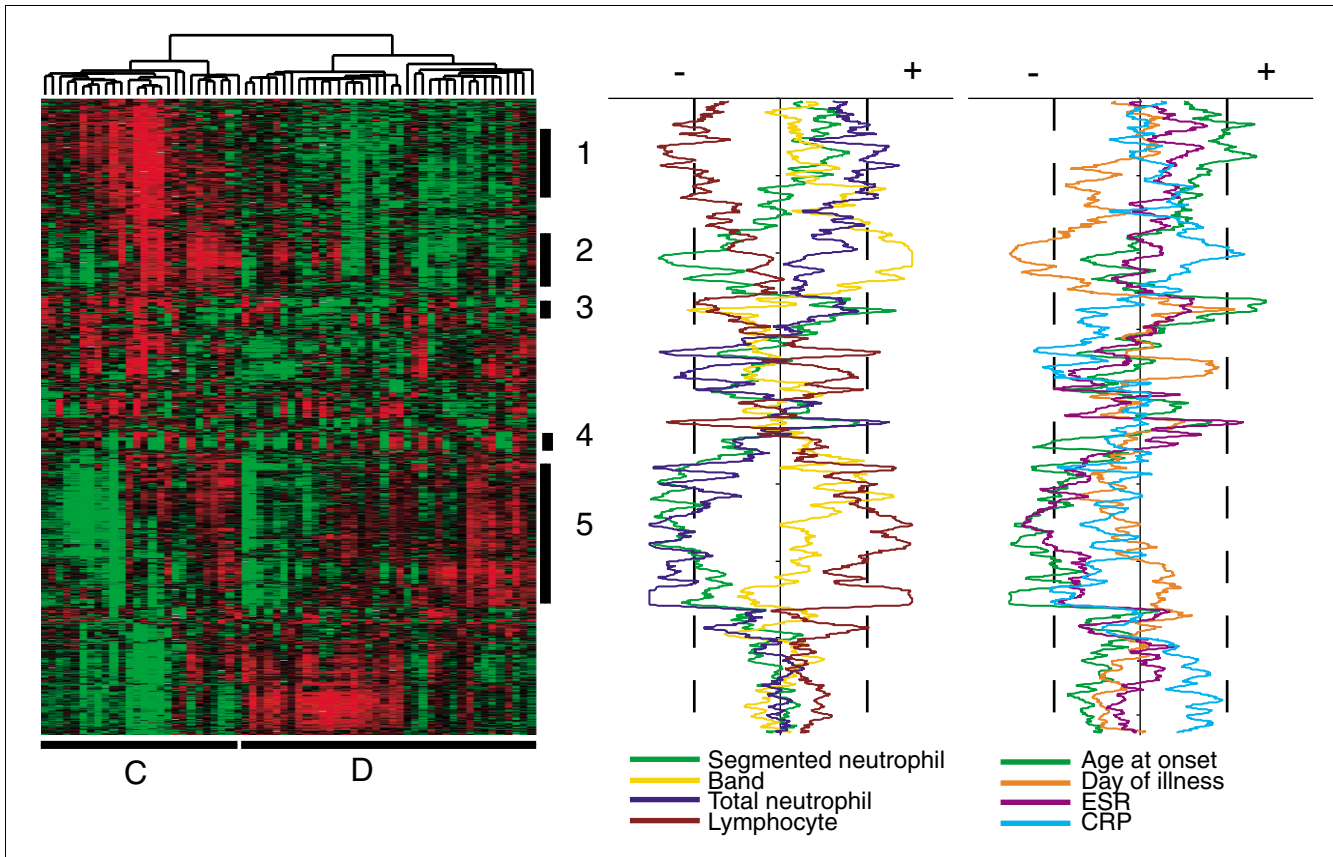 - + - +
1
2
3
4
5
C D
Segmented neutrophil
Band
Total neutrophil
Lymphocyte
Age at onset
Day of illness
ESR
CRP